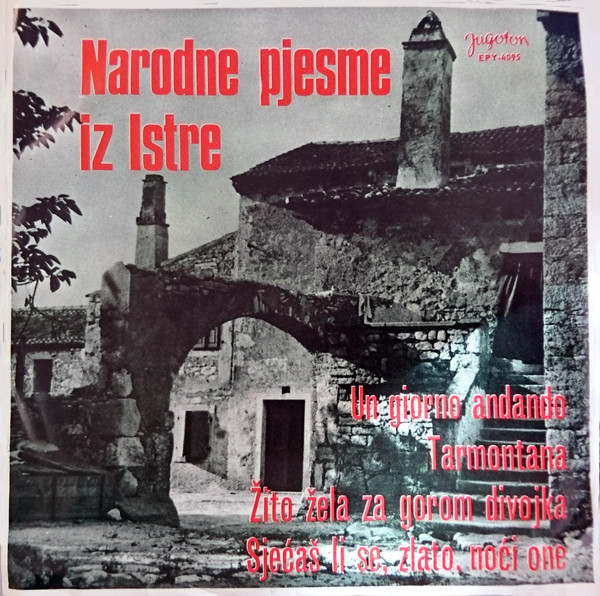 Narodne pjesme
iz Istre
Jugoton
EPY-4095
Un giorno andando
Tarmontana
Žito žela za gorom divojka
Sjećaš li se, zlato, noći one